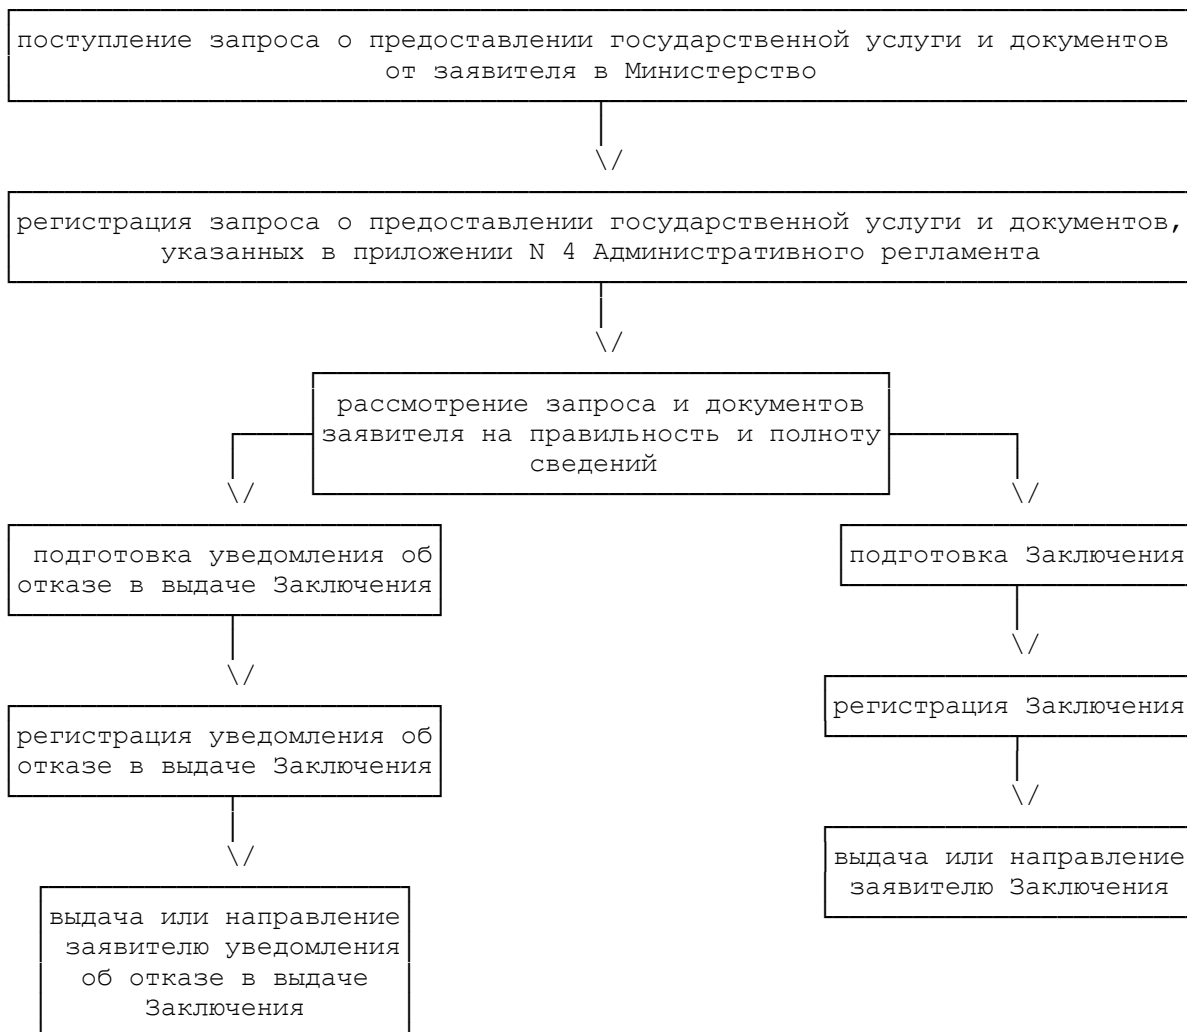 поступление запроса о предоставлении государственной услуги и документов
от заявителя в Министерство
регистрация запроса о предоставлении государственной услуги и документов,
указанных в приложении N 4 Административного регламента
рассмотрение запроса и документов
заявителя на правильность и полноту
сведений
подготовка уведомления об
отказе в выдаче Заключения
подготовка Заключения
регистрация уведомления об
отказе в выдаче Заключения
регистрация Заключения
выдача или направление
заявителю уведомления
об отказе в выдаче
Заключения
выдача или направление
заявителю Заключения